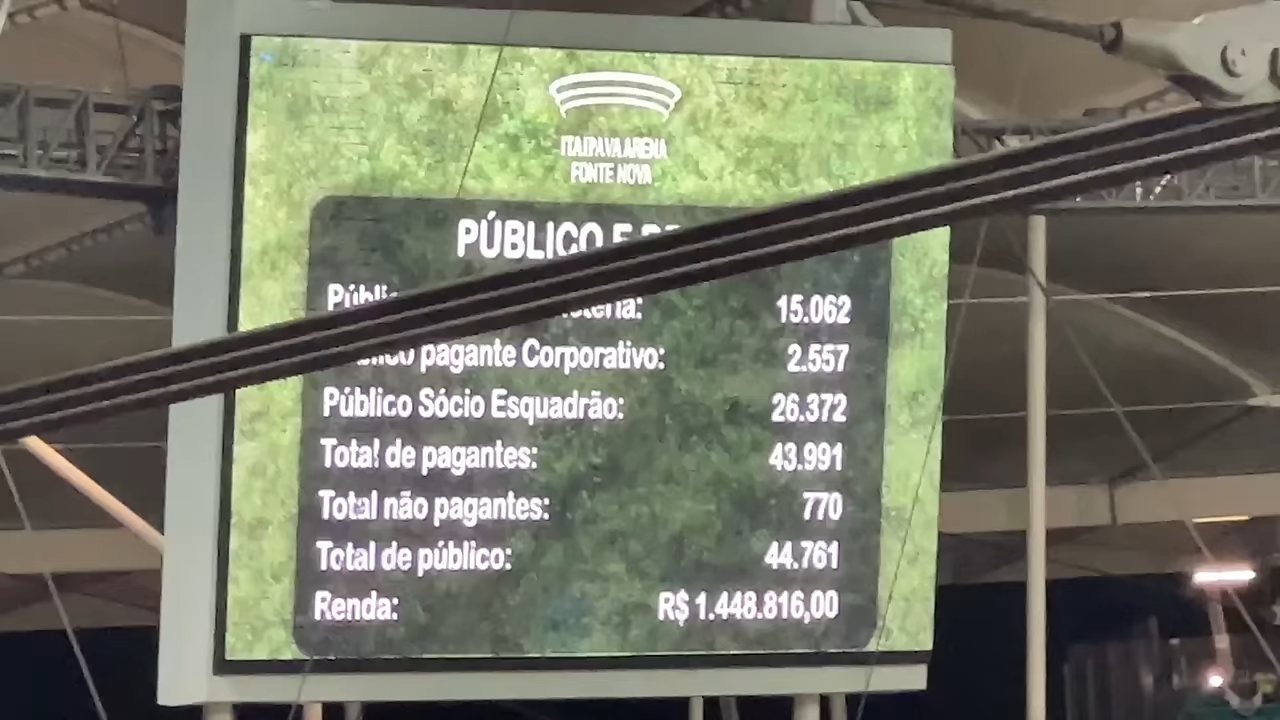 ITAIPAVA ARENA
FONTE NOVA
PÚBLICO E
15.062
pagante Corporativo: 2.557
Público Sócio Esquadrão: 26.372
Total de pagantes: 43.991
Total não pagantes: 770
Total de público: 44.761
Renda: R$ 1.448.816,00